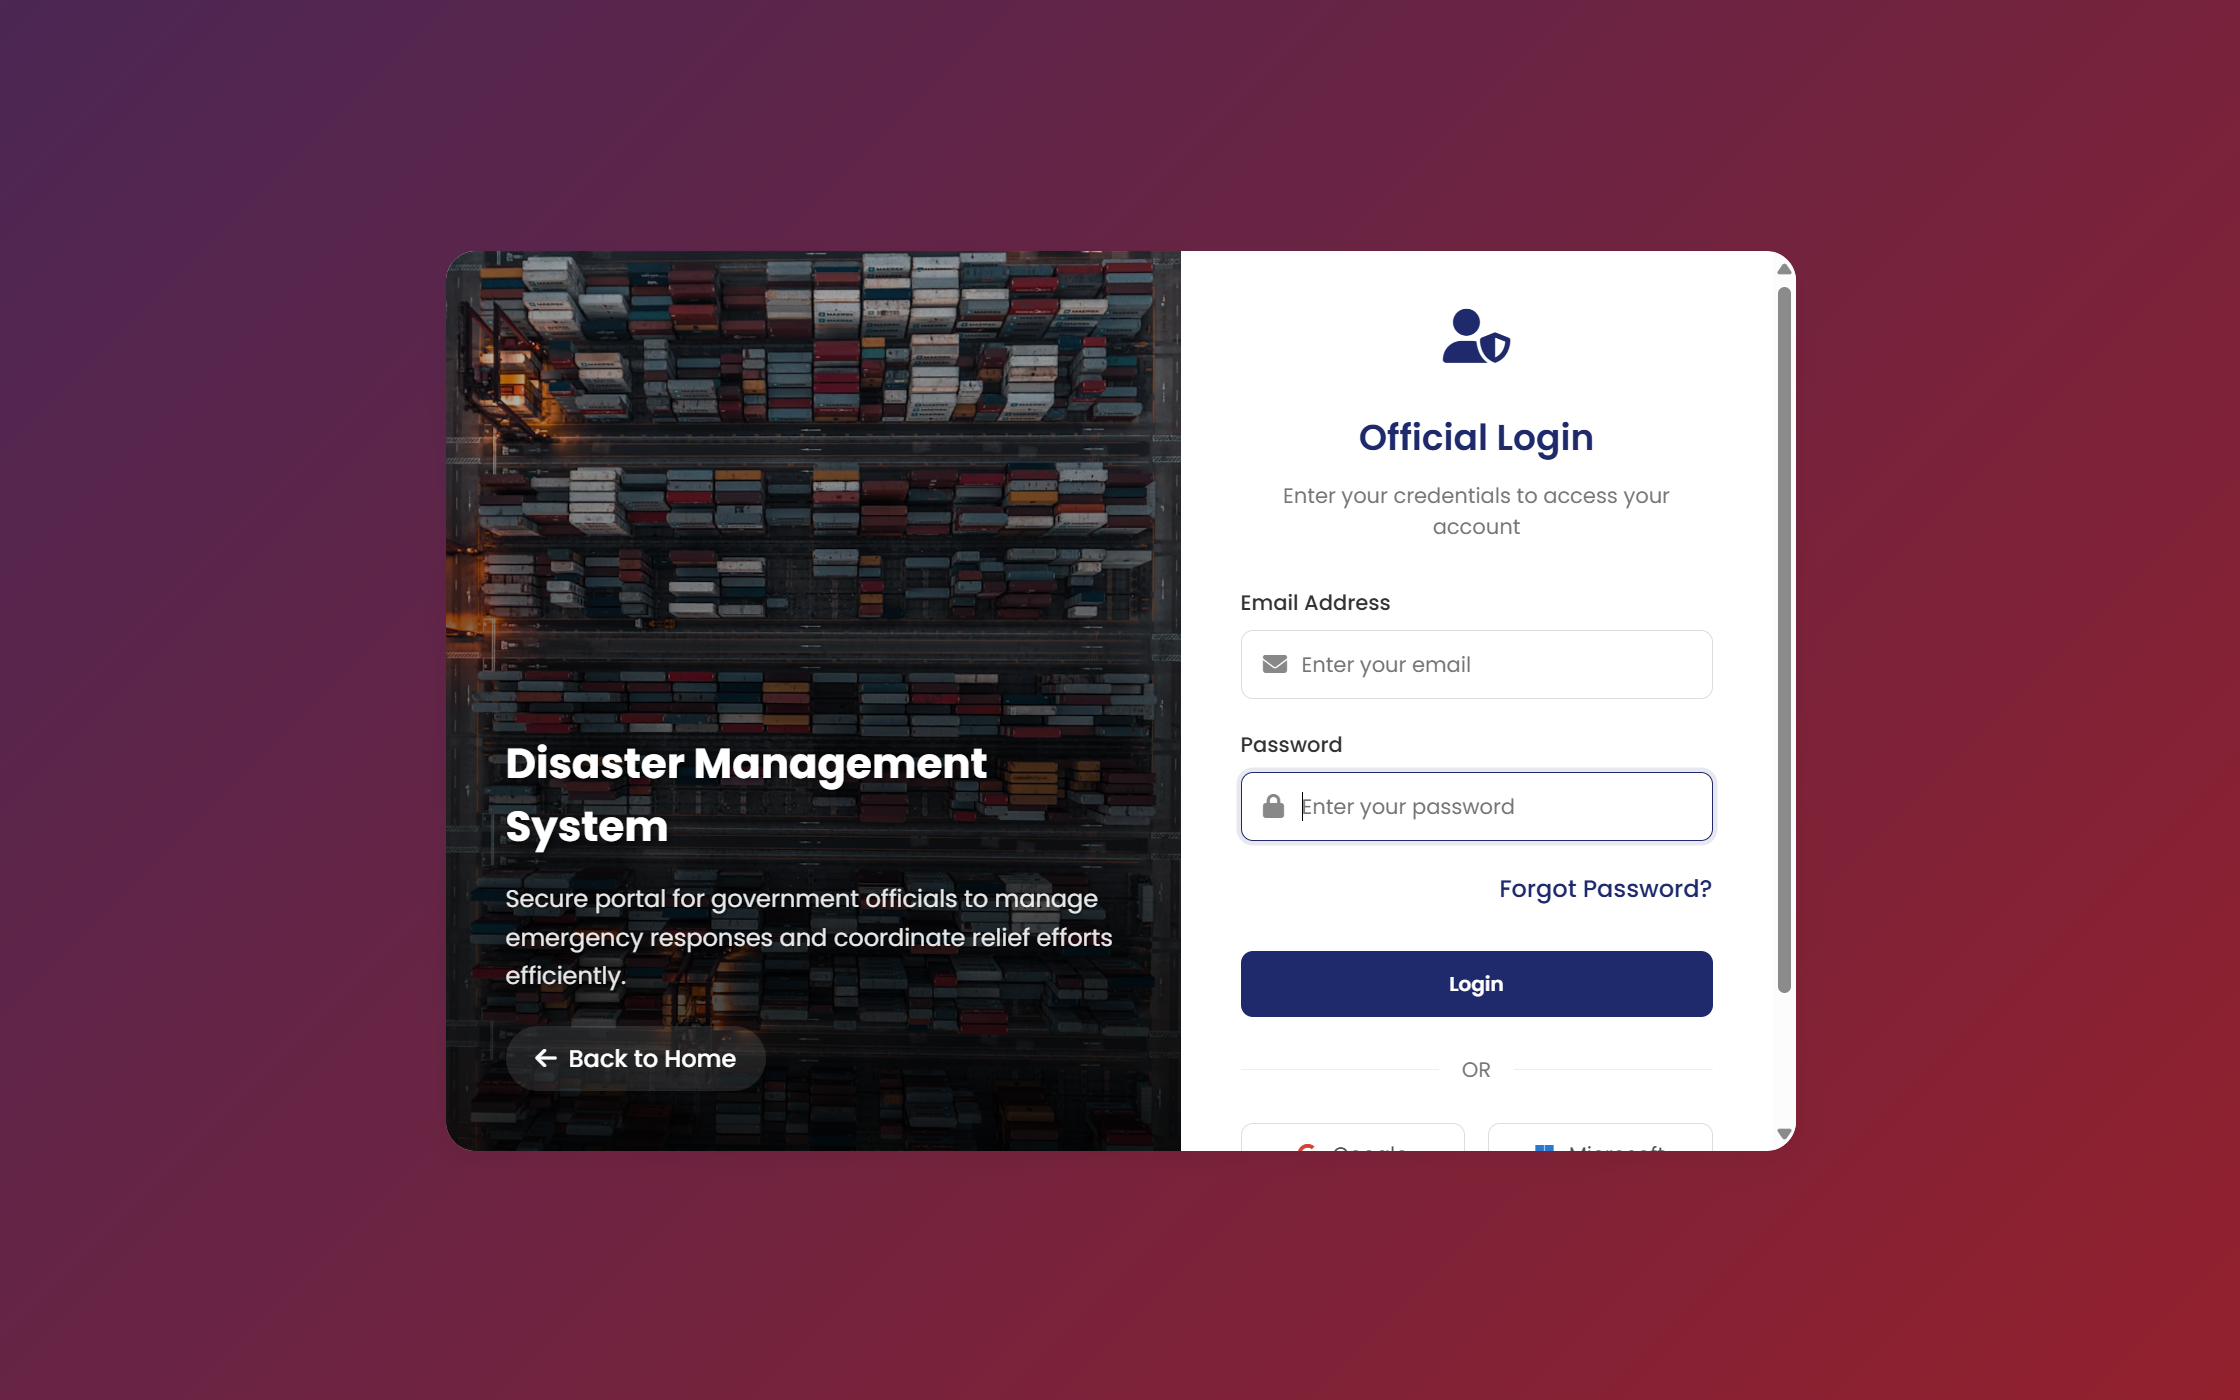 Disaster Management
System
Secure portal for government officials to manage
emergency responses and coordinate relief efforts
efficiently.
Back to Home
Official Login
Enter your credentials to access your
account
Email Address
Enter your email
Password
Enter your password
Forgot Password?
Login
OR
Google
Microsoft